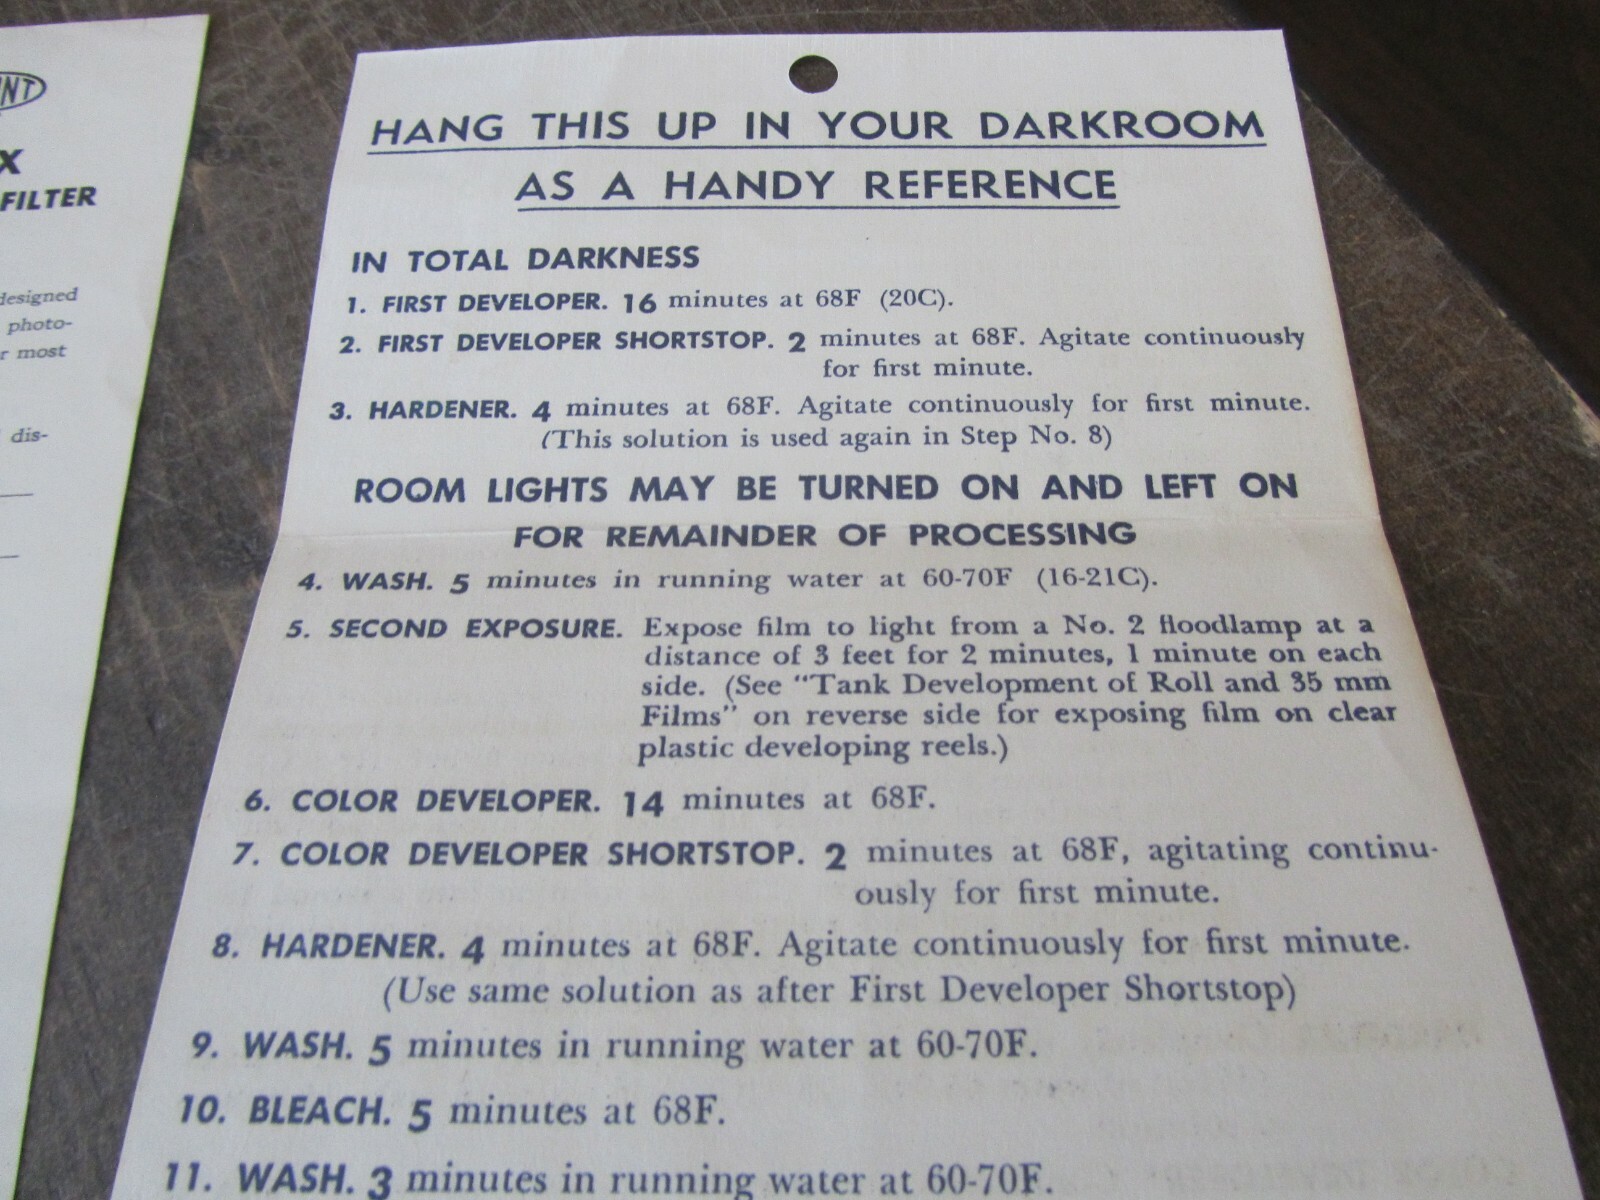 NT
X
FILTER
designed
photo-
r most
dis-
HANG THIS UP IN YOUR DARKROOM
AS A HANDY REFERENCE
IN TOTAL DARKNESS
1. FIRST DEVELOPER. 16 minutes at 68F (20C).
2. FIRST DEVELOPER SHORTSTOP. 2 minutes at 68F. Agitate continuously
for first minute.
3. HARDENER. 4 minutes at 68F. Agitate continuously for first minute.
(This solution is used again in Step No. 8)
ROOM LIGHTS MAY BE TURNED ON AND LEFT ON
FOR REMAINDER OF PROCESSING
4. WASH. 5 minutes in running water at 60-70F (16-21C).
5. SECOND EXPOSURE. Expose film to light from a No. 2 floodlamp at a
distance of 3 feet for 2 minutes, 1 minute on each
side. (See "Tank Development of Roll and 35 mm
Films" on reverse side for exposing film on clear
plastic developing reels.)
6. COLOR DEVELOPER. 14 minutes at 68F.
7. COLOR DEVELOPER SHORTSTOP. 2 minutes at 68F, agitating continu-
ously for first minute.
8. HARDENER. 4 minutes at 68F. Agitate continuously for first minute.
(Use same solution as after First Developer Shortstop)
9. WASH. 5 minutes in running water at 60-70F.
10. BLEACH. 5 minutes at 68F.
11. WASH. 3 minutes in running water at 60-70F.